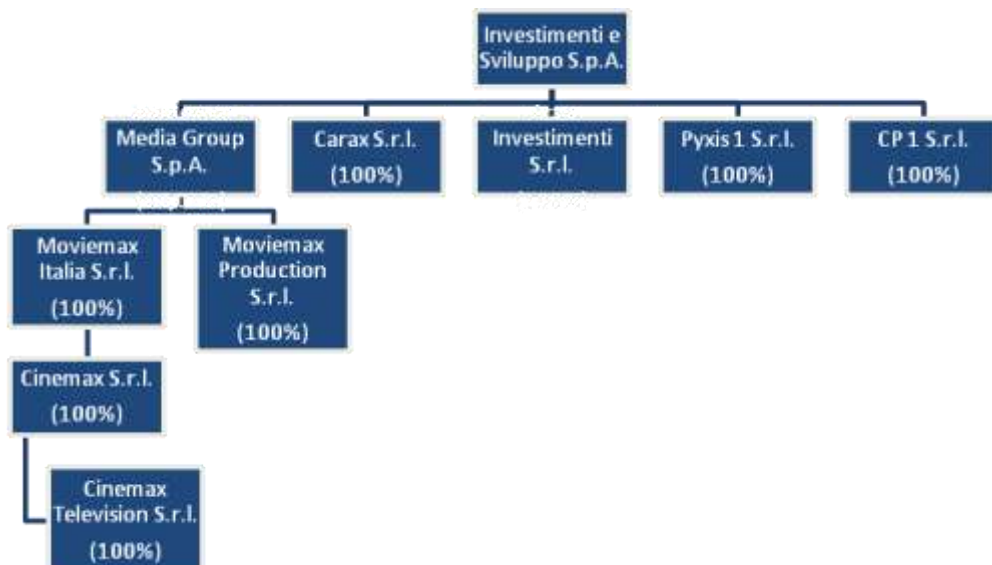 Investimenti e
Sviluppo S.p.A.
Media Group
S.p.A.
Carax S.r.l.
(100%)
Investimenti
S.r.l.
Pyxis 1 S.r.l.
(100%)
CP 1 S.r.l.
(100%)
Moviemax
Italia S.r.l.
(100%)
Moviemax
Production
S.r.l.
(100%)
Cinemax S.r.l.
(100%)
Cinemax
Television S.r.l.
(100%)